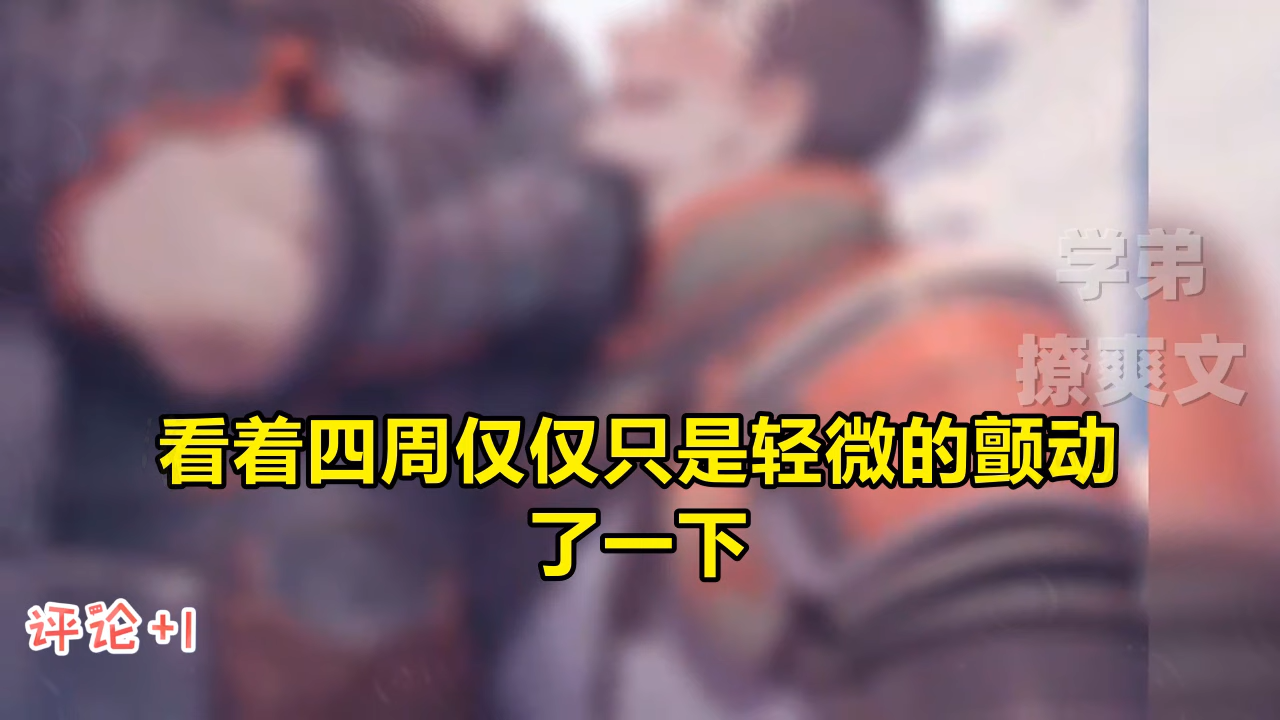 学弟
撩爽文
看着四周仅仅只是轻微的颤动
了一下
评论+1